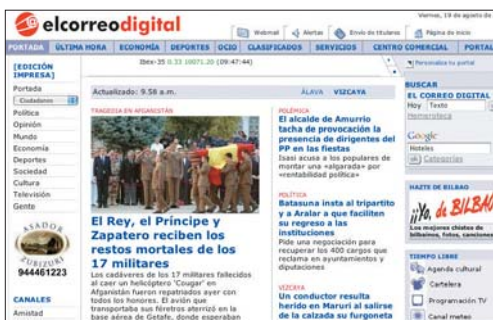 elcorreodigital
Viernes, 19 de agosto de
Webmail
Alertas
Envío de titulares
Página de inicio
PORTADA ÚLTIMA HORA ECONOMÍA DEPORTES OCIO CLASIFICADOS SERVICIOS CENTRO COMERCIAL PORTAL
[EDICIÓN
IMPRESA]
Portada
Ciudadanos
Política
Opinión
Mundo
Economía
Deportes
Sociedad
Cultura
Televisión
Gente
ASADOR
ZUBIZURI
944461223
CANALES
Amistad
Ibex-35 0.33 10071.20 (09:47:44)
Actualizado: 9.58 a.m.
ÁLAVA VIZCAYA
TRAGEDIA EN AFGANISTÁN
El Rey, el Príncipe y
Zapatero reciben los
restos mortales de los
17 militares
Los cadáveres de los 17 militares fallecidos
al caer un helicóptero 'Cougar' en
Afganistán fueron repatriados ayer con
todos los honores. El avión que
transportaba sus féretros aterrizó en la
base aérea de Getafe, donde esperaban
POLÉMICA
El alcalde de Amurrio
tacha de provocación la
presencia de dirigentes del
PP en las fiestas
Isasi acusa a los populares de
montar una «algarada» por
«rentabilidad política»
POLÍTICA
Batasuna insta al tripartito
y a Aralar a que faciliten
su regreso a las
instituciones
Pide una negociación para
recuperar los 400 cargos que
reclama en ayuntamientos y
diputaciones
VIZCAYA
Un conductor resulta
herido en Maruri al salirse
de la calzada su furgoneta
Personaliza tu portal
BUSCAR
EL CORREO DIGITAL
Hoy Texto
Hemeroteca
Google
Hoteles
ok Categorías
HAZTE DE BILBAO
¡¡Yo, de BILBAO
Los mejores chistes de
bilbaínos, fotos, canciones
TIEMPO LIBRE
Agenda cultural
Cartelera
Programación TV
Canal meteo